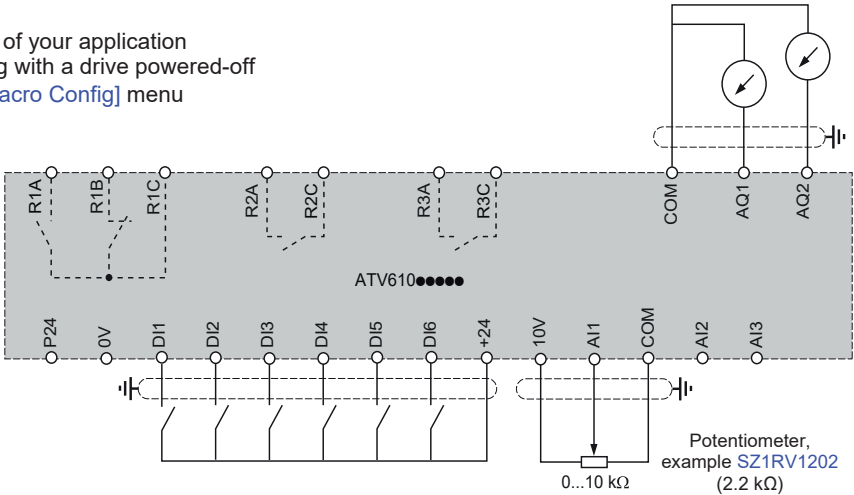 of your application
with a drive powered-off
acro Config] menu
R1A
R1B
R1C
R2A
R2C
R3A
R3C
COM
AQ1
AQ2
ATV610●●●●●
P24
0V
DI1
DI2
DI3
DI4
DI5
DI6
+24
10V
AI1
COM
AI2
AI3
0...10 kΩ
Potentiometer,
example SZ1RV1202
(2.2 kΩ)